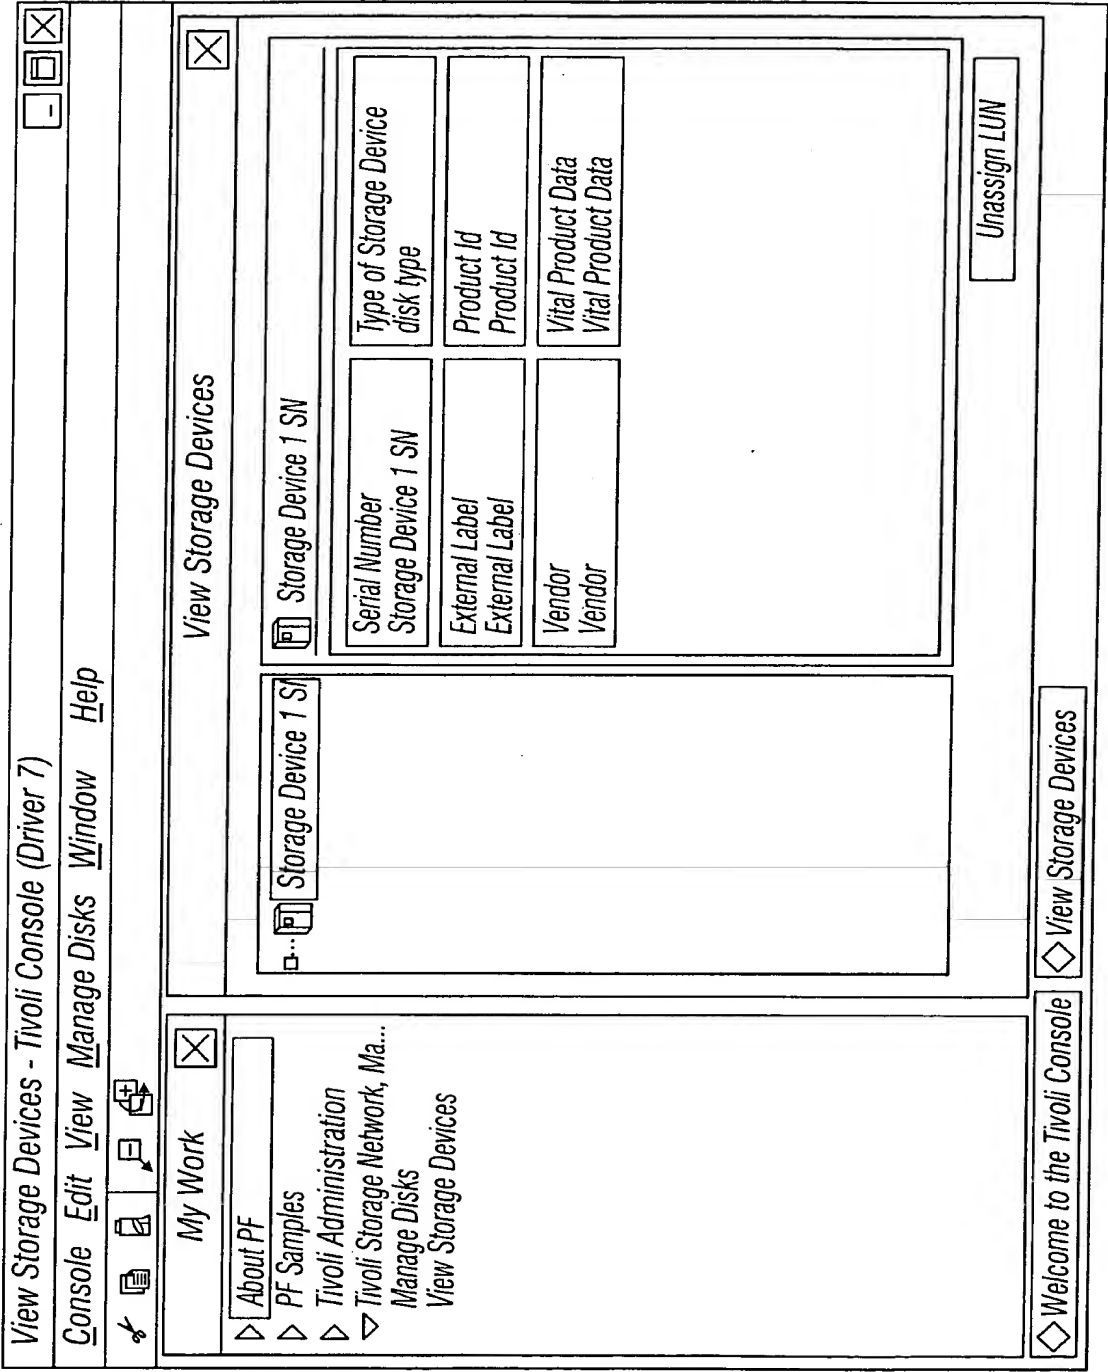 View Storage Devices - Tivoli Console (Driver 7)
Console Edit View Manage Disks Window Help
My Work
About PF
PF Samples
Tivoli Administration
Tivoli Storage Network, Ma...
Manage Disks
View Storage Devices
View Storage Devices
Storage Device 1 SN
Storage Device 1 SN
Serial Number
Storage Device 1 SN
Type of Storage Device
disk type
External Label
External Label
Product Id
Product Id
Vendor
Vendor
Vital Product Data
Vital Product Data
Unassign LUN
Welcome to the Tivoli Console
View Storage Devices